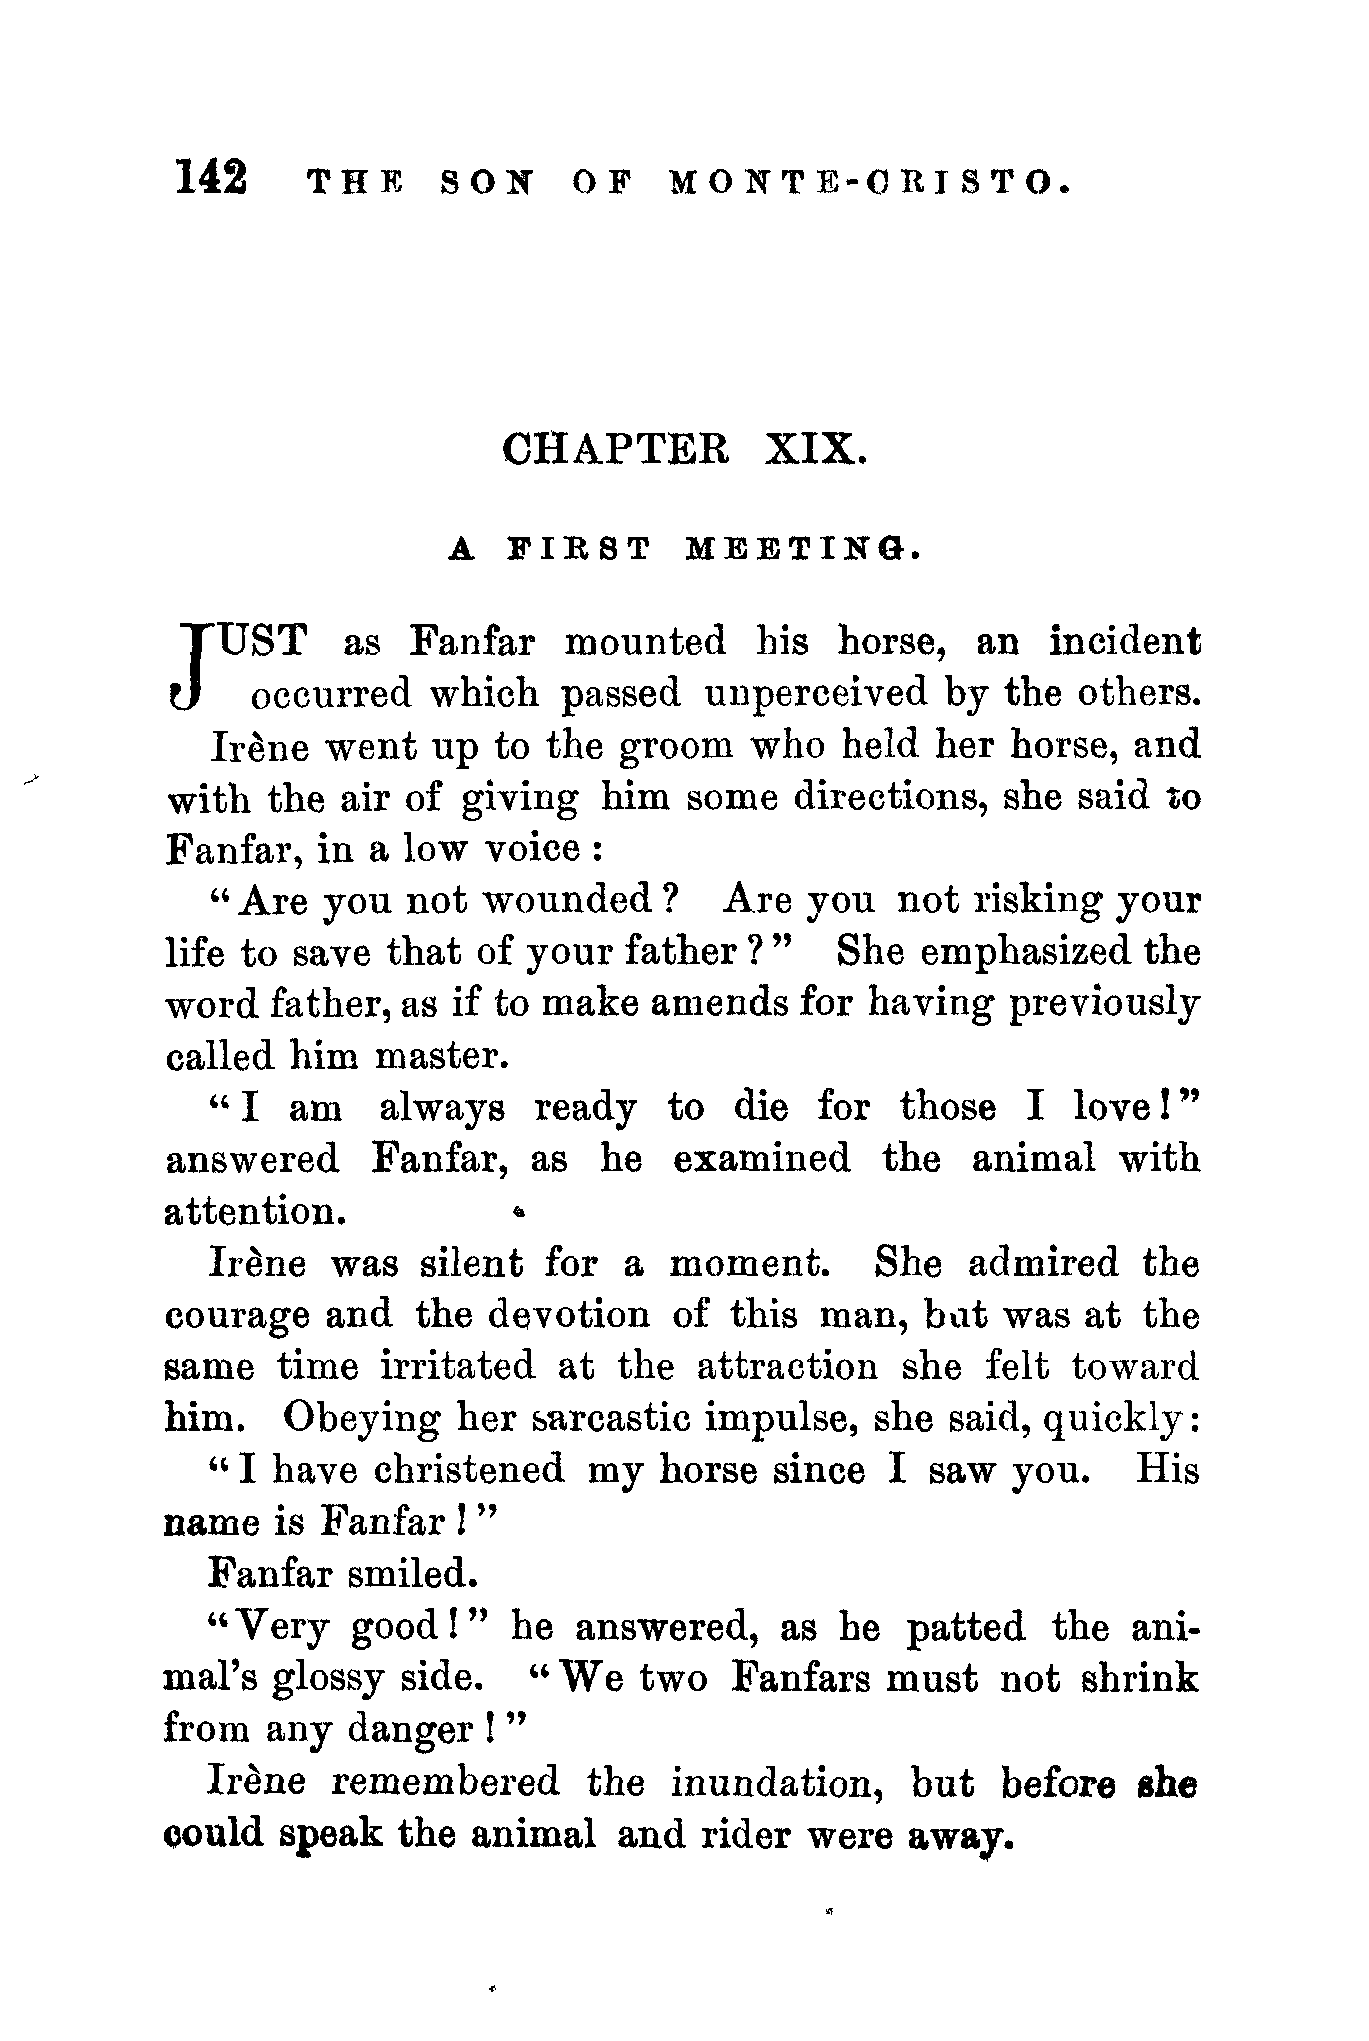 142 THE SON OF MONTE-CRISTO.
CHAPTER XIX.
A FIRST MEETING.
JUST as Fanfar mounted his horse, an incident
occurred which passed unperceived by the others.
Irène went up to the groom who held her horse, and
with the air of giving him some directions, she said to
Fanfar, in a low voice :
“ Are you not wounded ? Are you not risking your
life to save that of your father ? ” She emphasized the
word father, as if to make amends for having previously
called him master.
“ I am always ready to die for those I love ! ”
answered Fanfar, as he examined the animal with
attention.
Irène was silent for a moment. She admired the
courage and the devotion of this man, but was at the
same time irritated at the attraction she felt toward
him. Obeying her sarcastic impulse, she said, quickly :
“ I have christened my horse since I saw you. His
name is Fanfar ! ”
Fanfar smiled.
“ Very good ! ” he answered, as he patted the ani-
mal’s glossy side. “ We two Fanfars must not shrink
from any danger ! ”
Irène remembered the inundation, but before she
could speak the animal and rider were away.